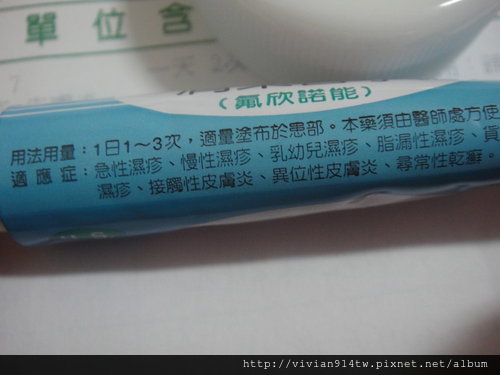 單位含
一天
(氟欣諾能)
用法用量：1日1～3次，適量塗布於患部。本藥須由醫師處方使
適應症：急性濕疹、慢性濕疹、乳幼兒濕疹、脂漏性濕疹、貨
濕疹、接觸性皮膚炎、異位性皮膚炎、尋常性乾癬。
http://vivian914tw.pixnet.net/album